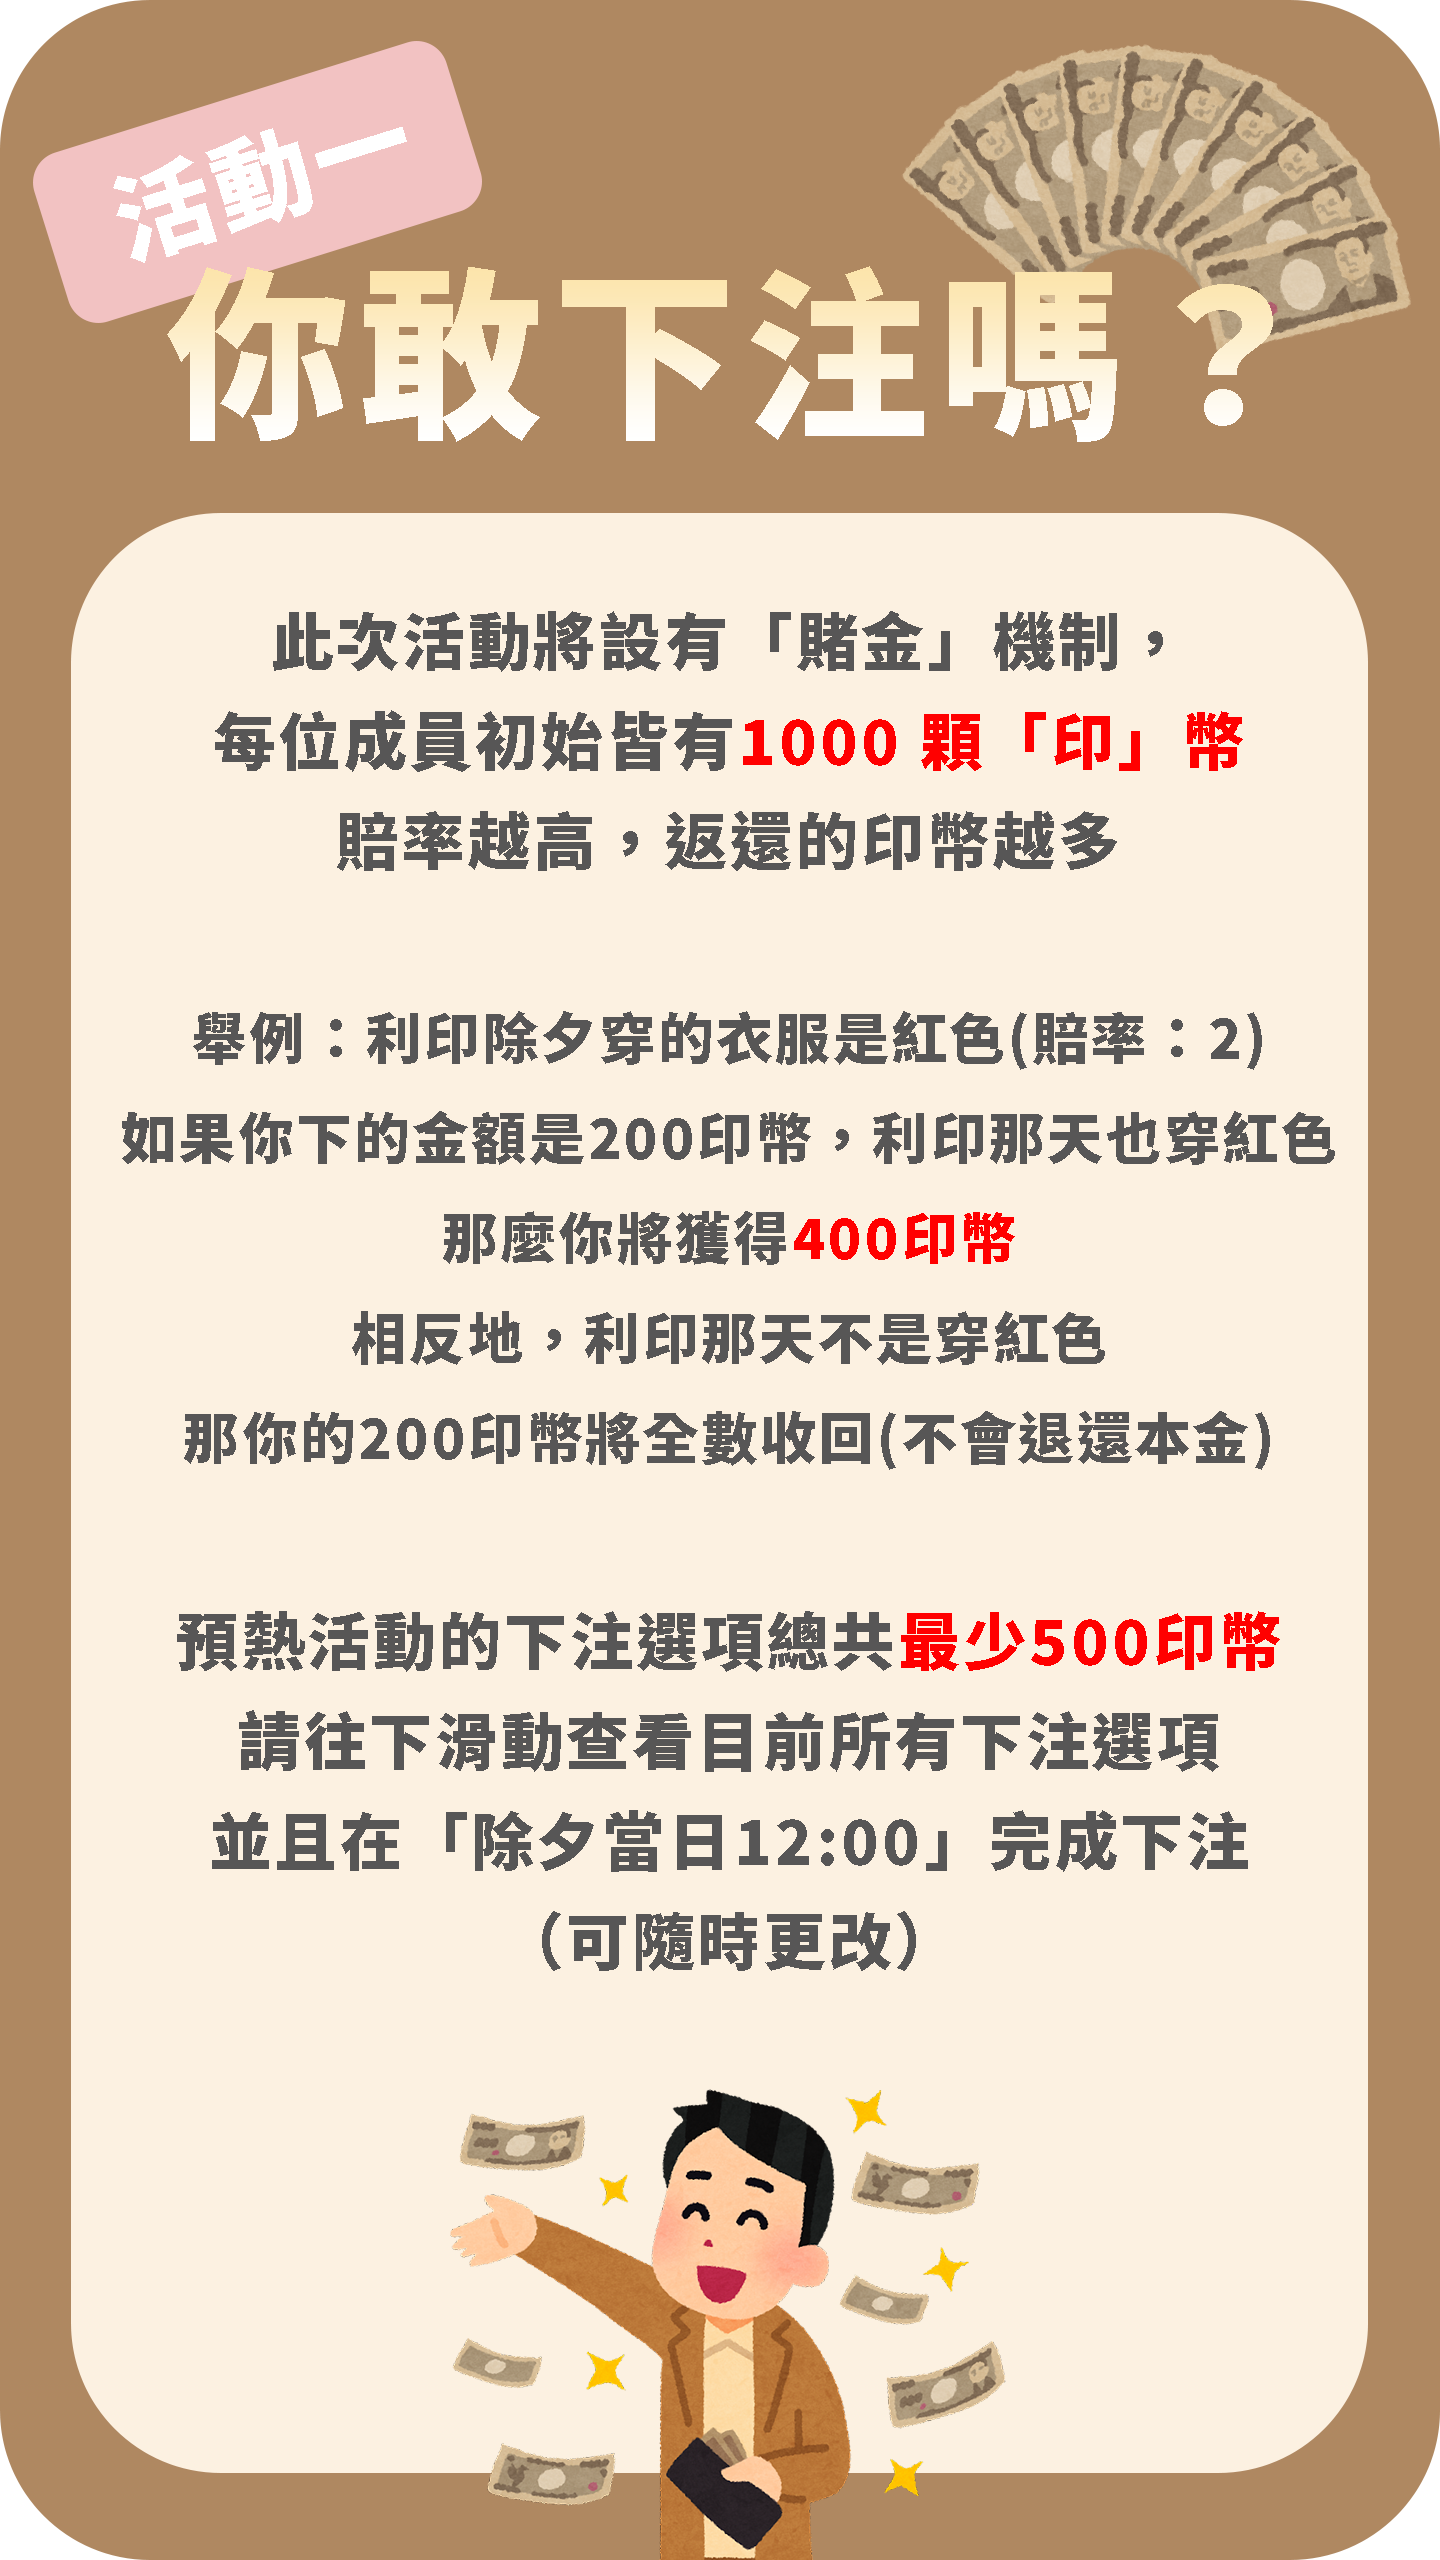 活動一
你敢下注嗎？
此次活動將設有「賭金」機制，
每位成員初始皆有1000 顆「印」幣
賠率越高，返還的印幣越多
舉例：利印除夕穿的衣服是紅色(賠率：2)
如果你下的金額是200印幣，利印那天也穿紅色
那麼你將獲得400印幣
相反地，利印那天不是穿紅色
那你的200印幣將全數收回(不會退還本金)
預熱活動的下注選項總共最少500印幣
請往下滑動查看目前所有下注選項
並且在「除夕當日12:00」完成下注
（可隨時更改）